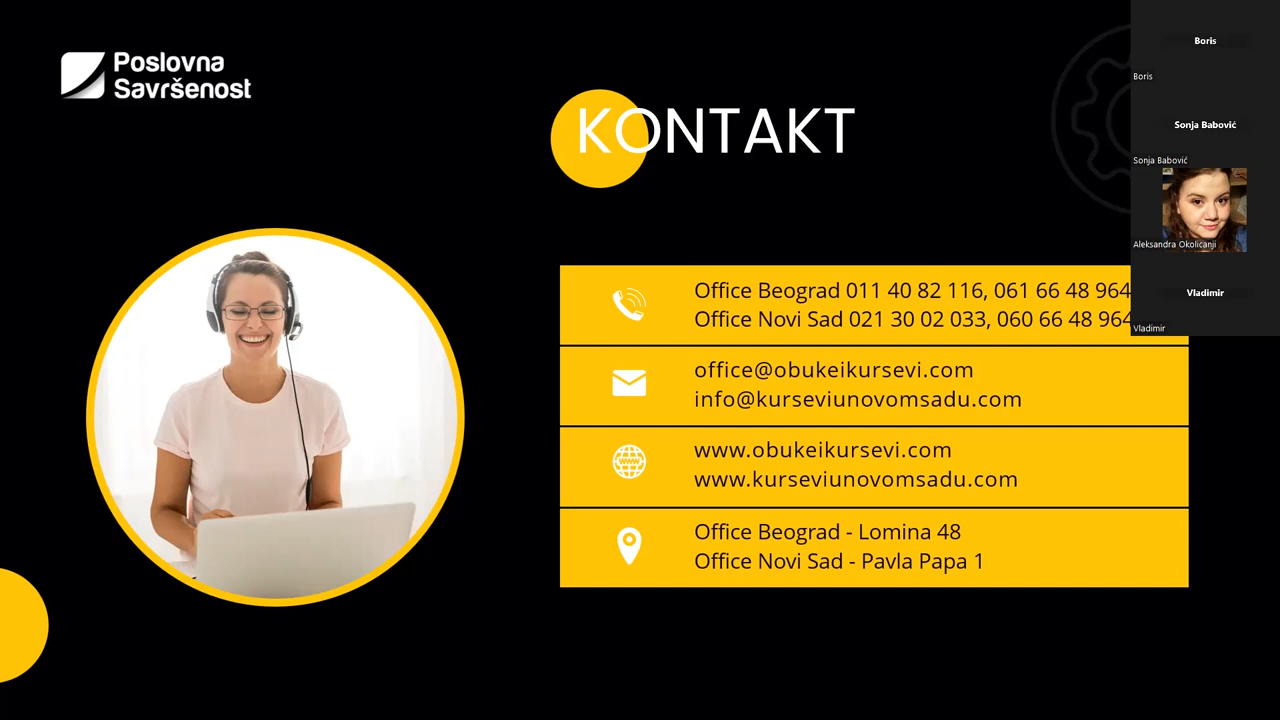 Poslovna
Savršenost
KONTAKT
Office Beograd 011 40 82 116, 061 66 48 964
Office Novi Sad 021 30 02 033, 060 66 48 964
office@obukeikursevi.com
info@kurseviunovomsadu.com
www.obukeikursevi.com
www.kurseviunovomsadu.com
Office Beograd - Lomina 48
Office Novi Sad - Pavla Papa 1
Boris
Boris
Sonja Babović
Sonja Babović
Aleksandra Okolicanji
Vladimir
Vladimir